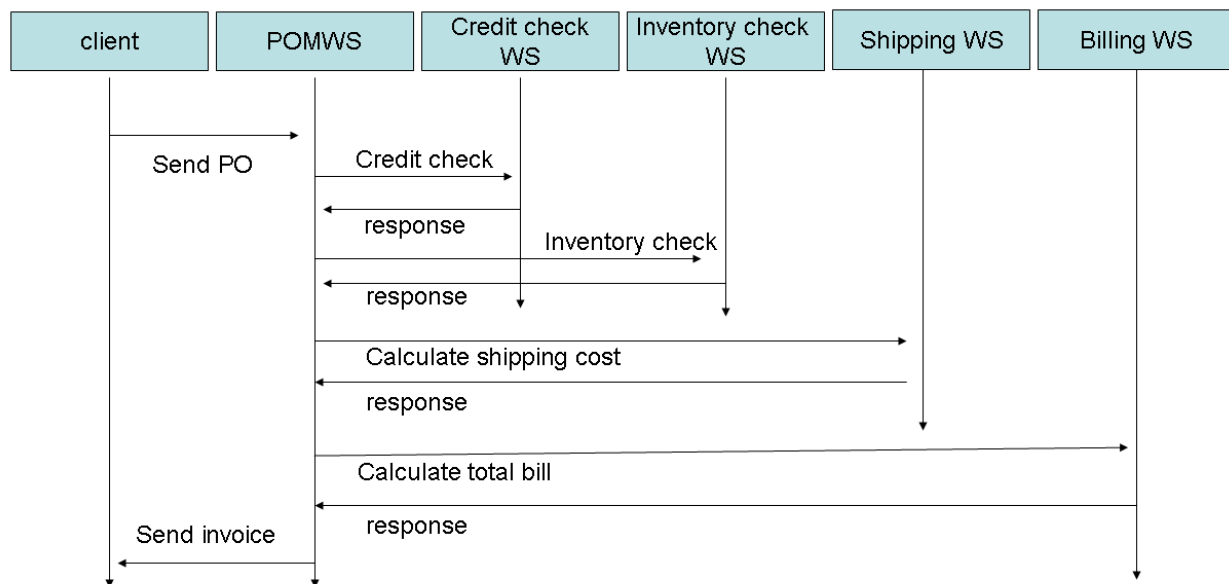 client
POMWS
Credit check
WS
Inventory check
WS
Shipping WS
Billing WS
Send PO
Credit check
response
Inventory check
response
Calculate shipping cost
response
Calculate total bill
response
Send invoice